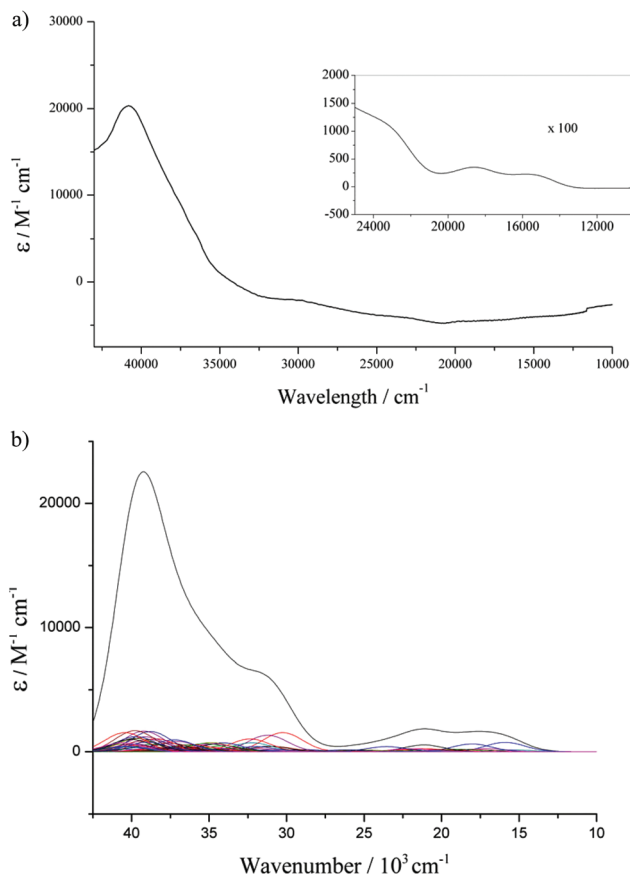 a)
30000
20000
10000
0
ε / M⁻¹ cm⁻¹
40000 35000 30000 25000 20000 15000 10000
Wavelength / cm⁻¹
2000
1500
1000
500
0
-500
x 100
24000 20000 16000 12000
b)
20000
10000
0
ε / M⁻¹ cm⁻¹
40 35 30 25 20 15 10
Wavenumber / 10³ cm⁻¹